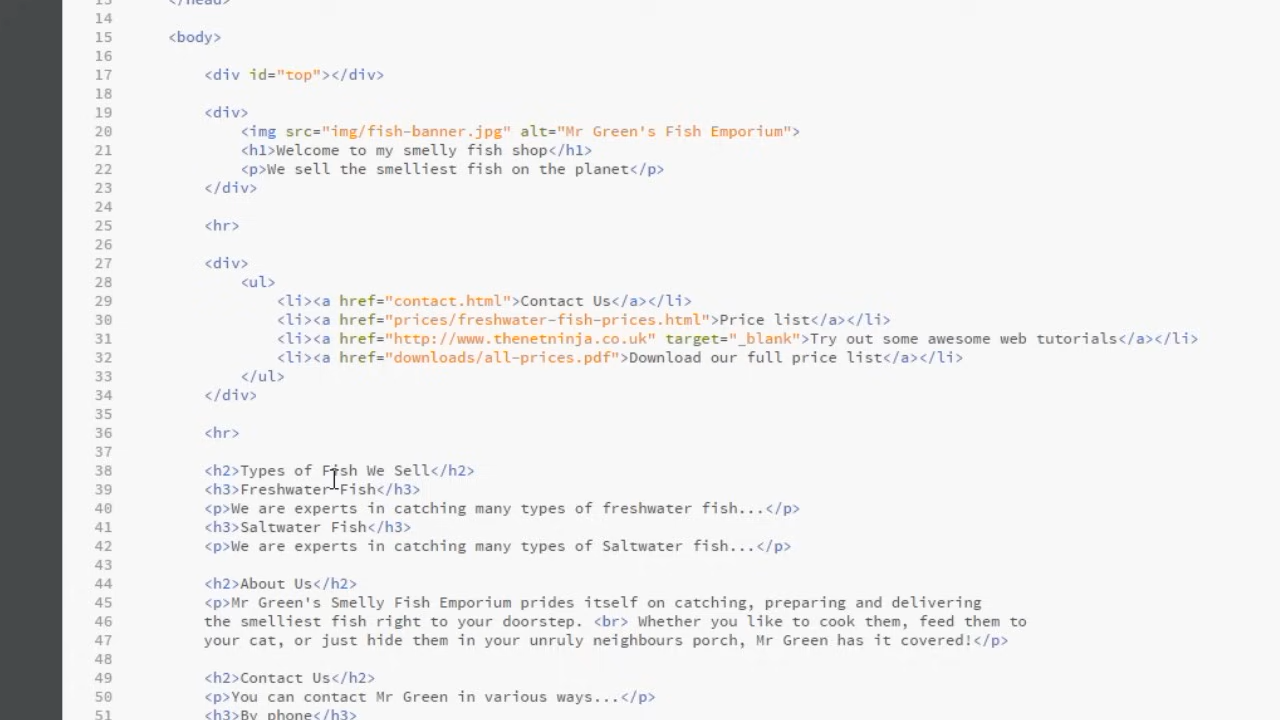 13 </head>
14
15 <body>
16
17 <div id="top"></div>
18
19 <div>
20 <img src="img/fish-banner.jpg" alt="Mr Green's Fish Emporium">
21 <h1>Welcome to my smelly fish shop</h1>
22 <p>We sell the smelliest fish on the planet</p>
23 </div>
24
25 <hr>
26
27 <div>
28 <ul>
29 <li><a href="contact.html">Contact Us</a></li>
30 <li><a href="prices/freshwater-fish-prices.html">Price list</a></li>
31 <li><a href="http://www.thenetninja.co.uk" target="_blank">Try out some awesome web tutorials</a></li>
32 <li><a href="downloads/all-prices.pdf">Download our full price list</a></li>
33 </ul>
34 </div>
35
36 <hr>
37
38 <h2>Types of Fish We Sell</h2>
39 <h3>Freshwater Fish</h3>
40 <p>We are experts in catching many types of freshwater fish...</p>
41 <h3>Saltwater Fish</h3>
42 <p>We are experts in catching many types of Saltwater fish...</p>
43
44 <h2>About Us</h2>
45 <p>Mr Green's Smelly Fish Emporium prides itself on catching, preparing and delivering
46 the smelliest fish right to your doorstep. <br> Whether you like to cook them, feed them to
47 your cat, or just hide them in your unruly neighbours porch, Mr Green has it covered!</p>
48
49 <h2>Contact Us</h2>
50 <p>You can contact Mr Green in various ways...</p>
51 <h3>By phone</h3>